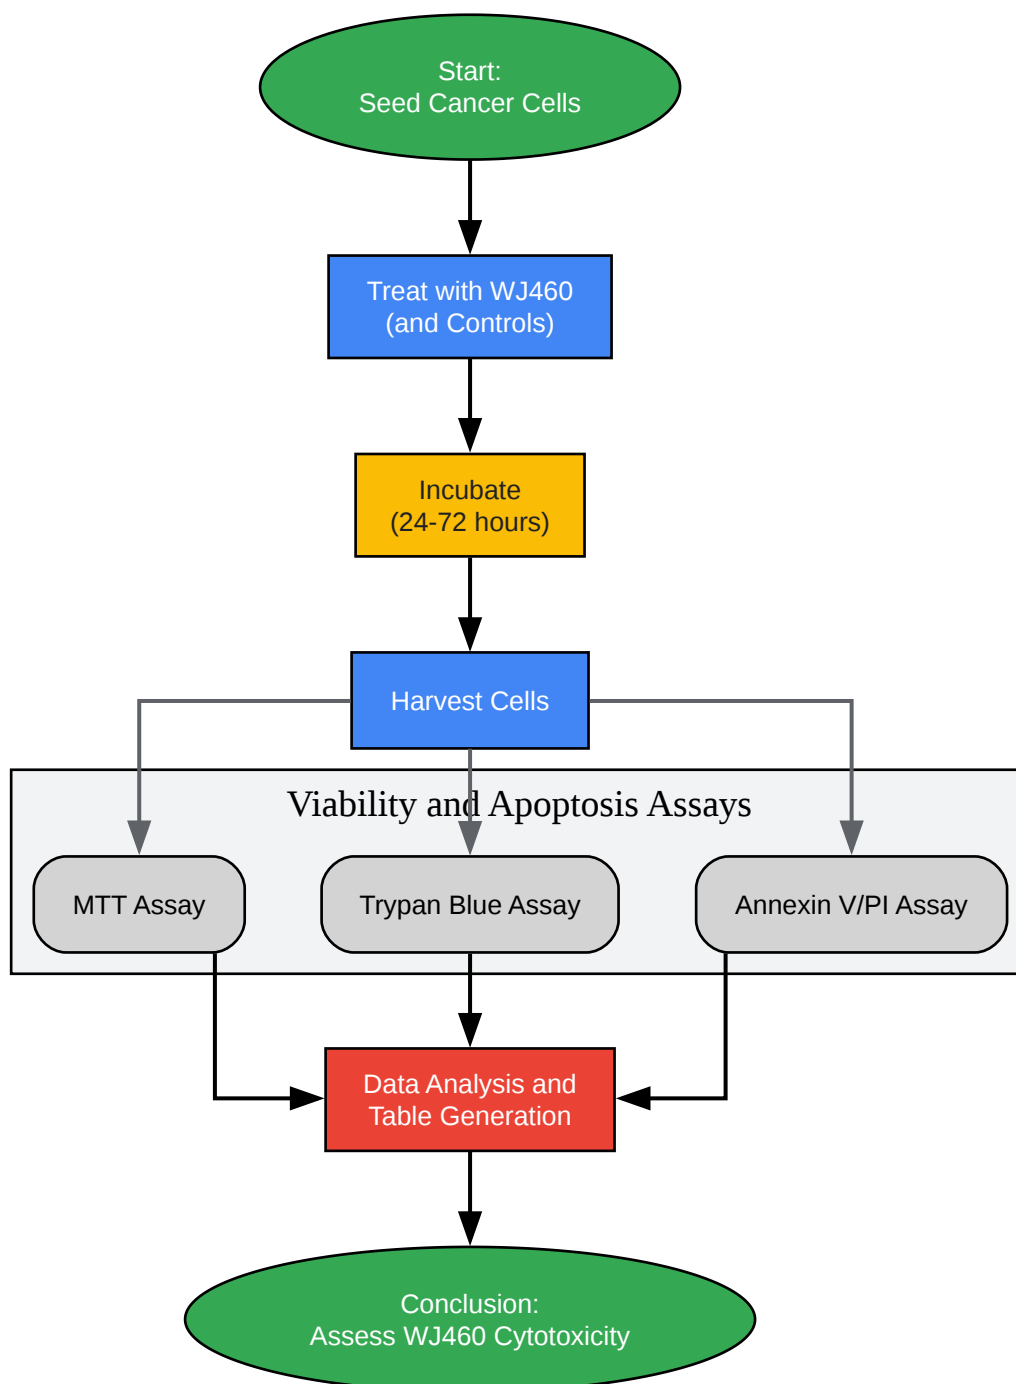 Start:
Seed Cancer Cells
Treat with WJ460
(and Controls)
Incubate
(24-72 hours)
Harvest Cells
Viability and Apoptosis Assays
MTT Assay
Trypan Blue Assay
Annexin V/PI Assay
Data Analysis and
Table Generation
Conclusion:
Assess WJ460 Cytotoxicity